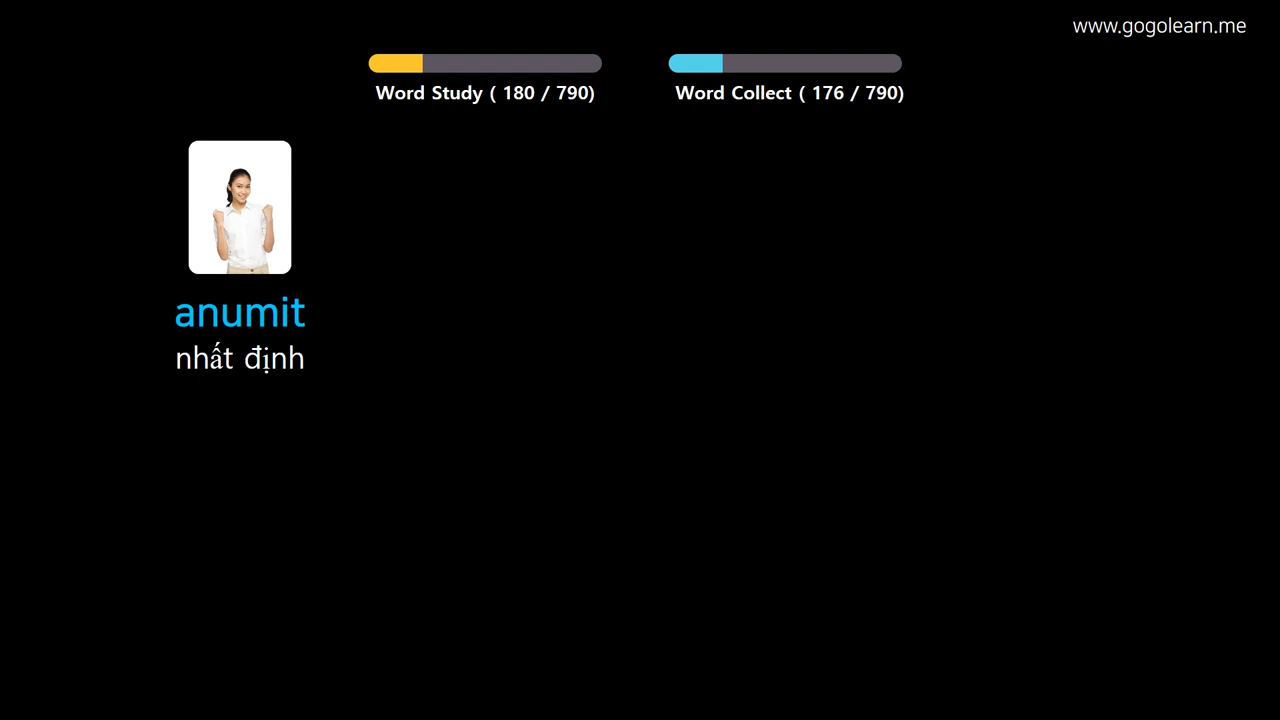 www.gogolearn.me
Word Study ( 180 / 790)
Word Collect ( 176 / 790)
anumit
nhất định